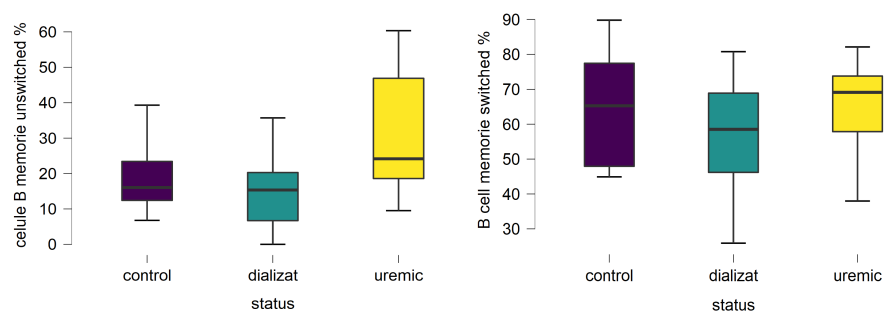 celule B memorie unswitched %
60
50
40
30
20
10
0
control dializat uremic
status
B cell memorie switched %
90
80
70
60
50
40
30
control dializat uremic
status